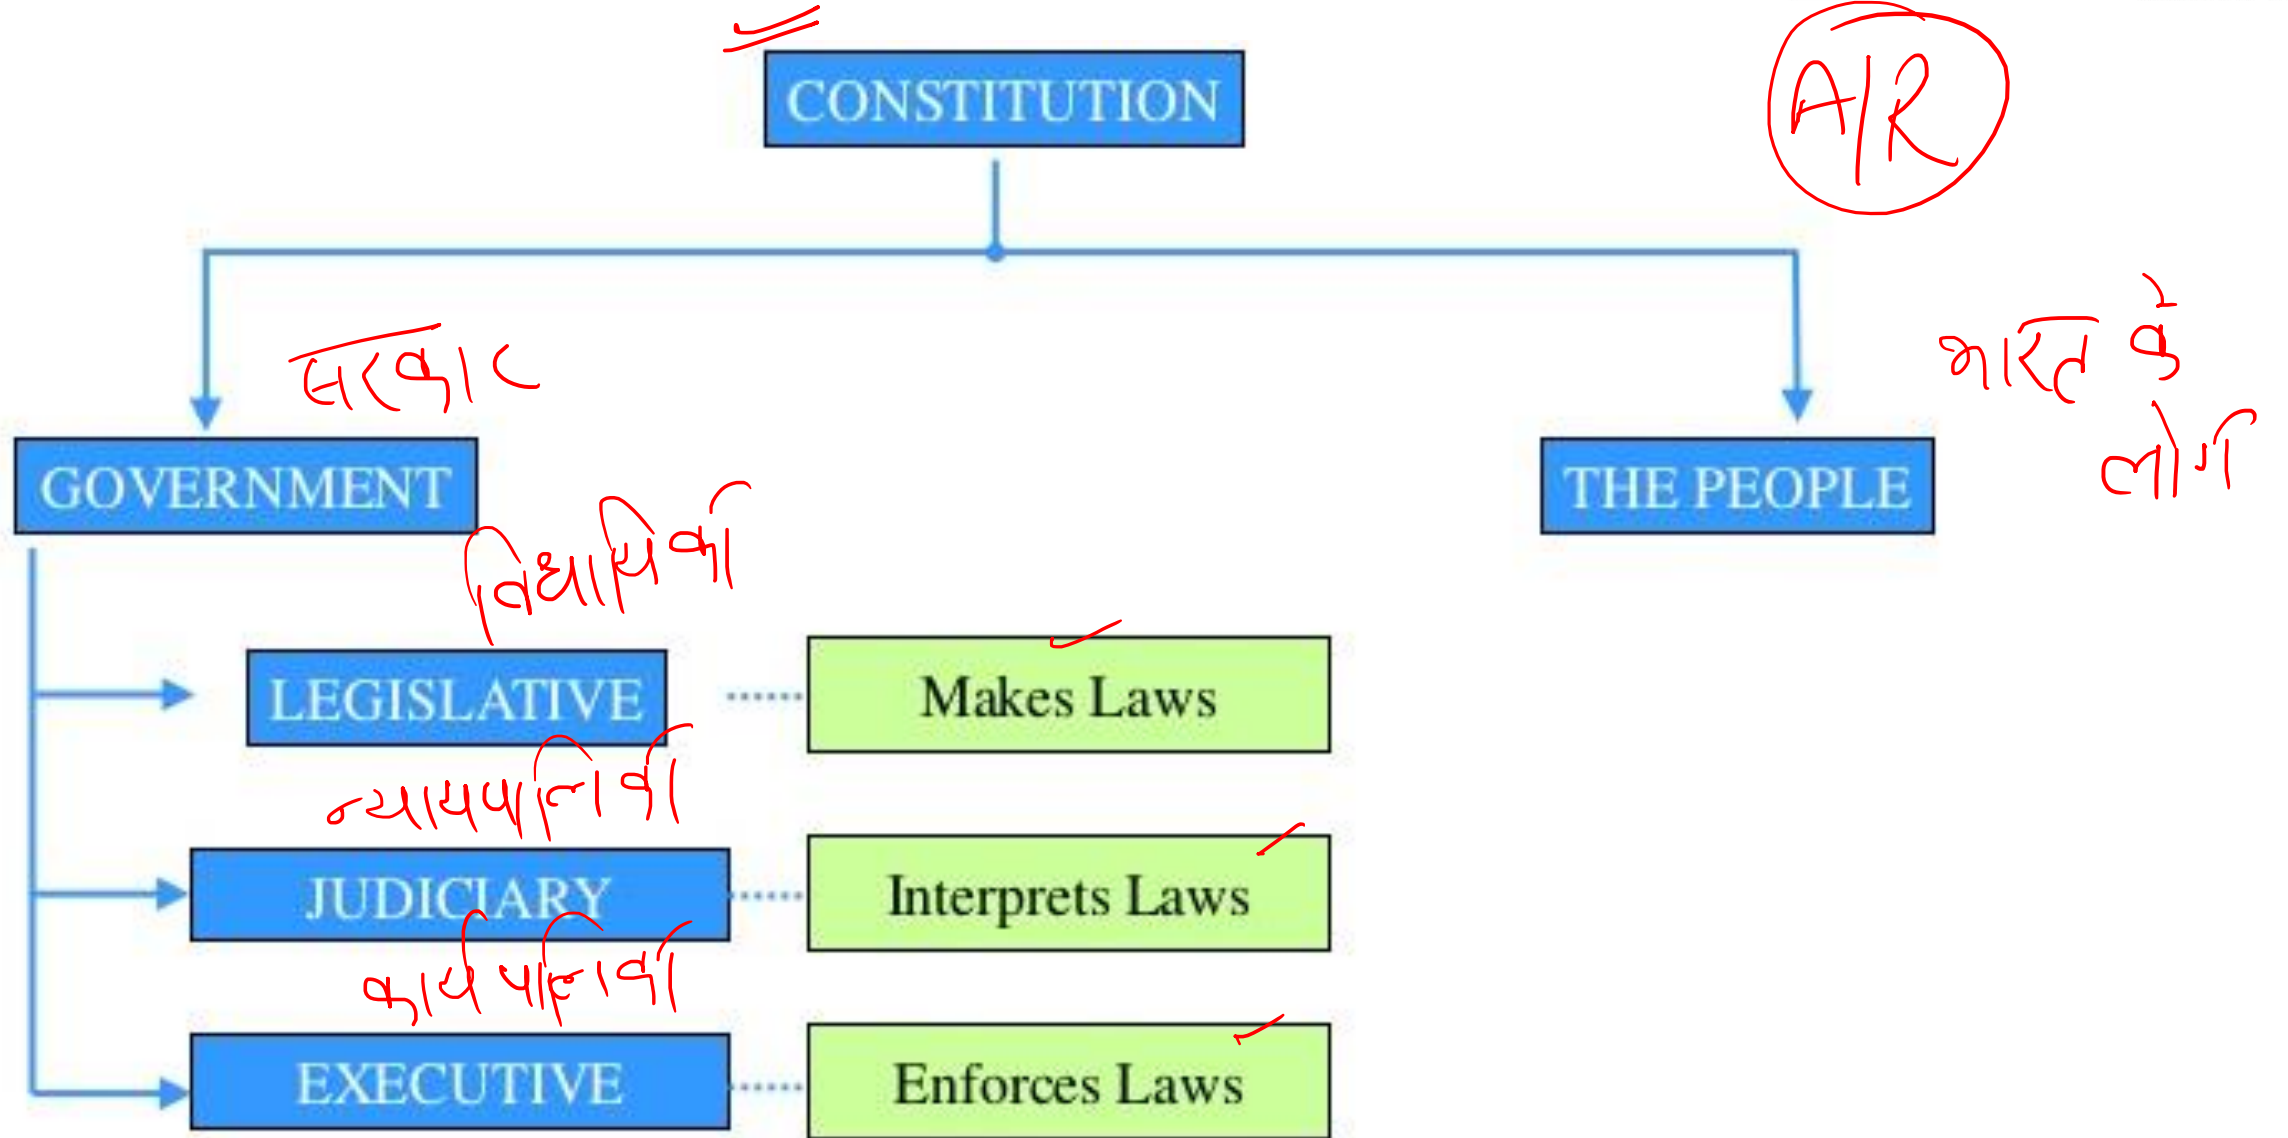 CONSTITUTION
A/R
सरकार
भारत के
लोग
GOVERNMENT
THE PEOPLE
विधायिका
LEGISLATIVE
Makes Laws
न्यायपालिका
JUDICIARY
Interprets Laws
कार्यपालिका
EXECUTIVE
Enforces Laws